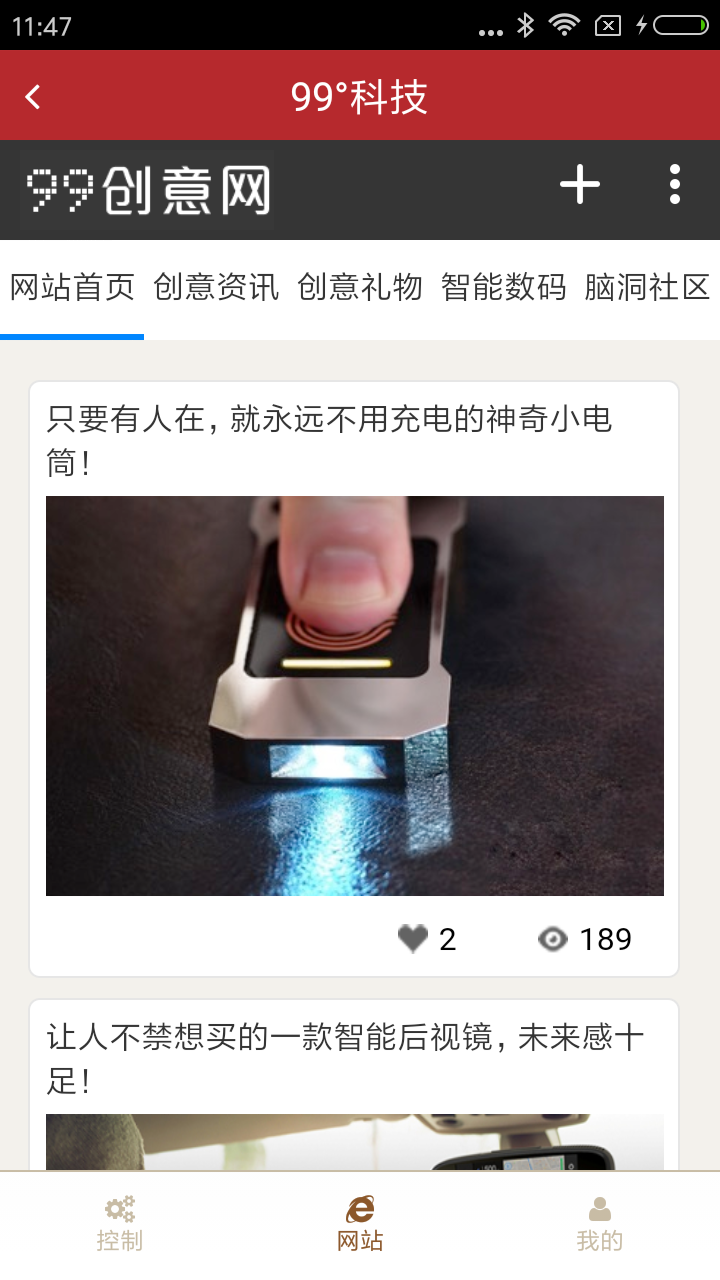 11:47
99°科技
99创意网
网站首页 创意资讯 创意礼物 智能数码 脑洞社区
只要有人在，就永远不用充电的神奇小电
筒！
2 189
让人不禁想买的一款智能后视镜，未来感十
足！
控制 网站 我的